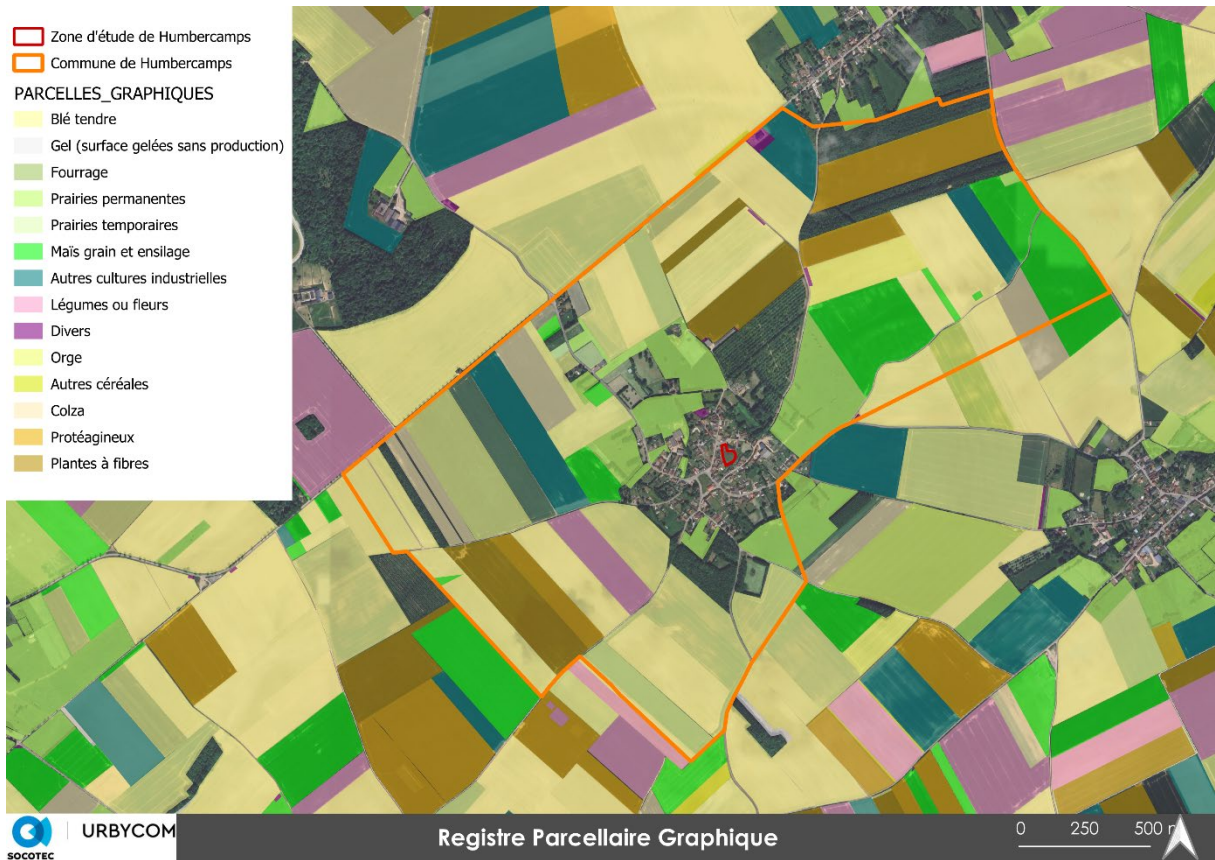 Zone d'étude de Humbercamps
Commune de Humbercamps
PARCELLES_GRAPHIQUES
Blé tendre
Gel (surface gelées sans production)
Fourrage
Prairies permanentes
Prairies temporaires
Maïs grain et ensilage
Autres cultures industrielles
Légumes ou fleurs
Divers
Orge
Autres céréales
Colza
Protéagineux
Plantes à fibres
SOCOTEC
URBYCOM
Registre Parcellaire Graphique
0 250 500